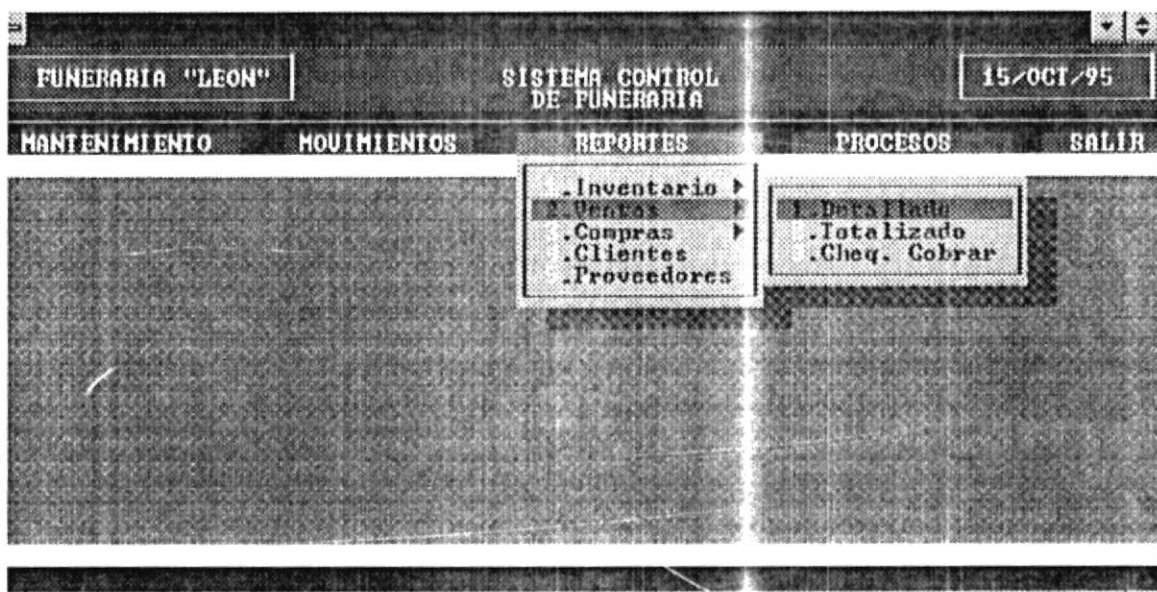 FUNERARIA "LEON"
SISTEMA CONTROL
DE FUNERARIA
15/OCT/95
MANTENIMIENTO MOVIMIENTOS REPORTES PROCESOS SALIR
.Inventario
2.Ventas
.Compras
.Clientes
.Proveedores
1.Detallado
.Totalizado
.Cheq. Cobrar